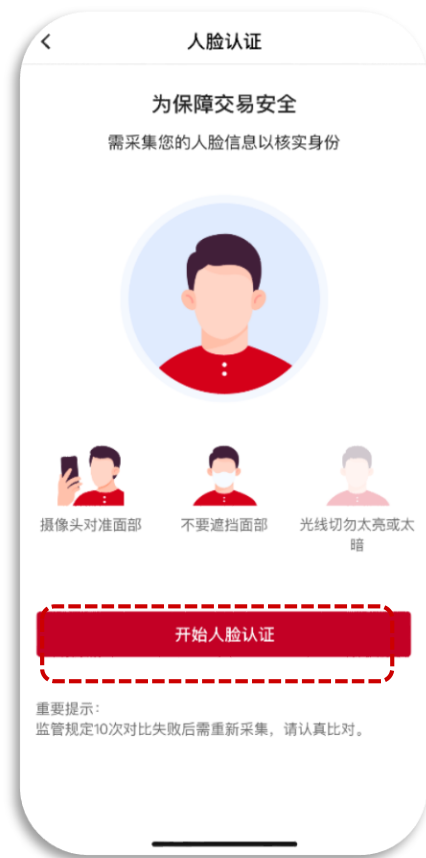 人脸认证
为保障交易安全
需采集您的人脸信息以核实身份
摄像头对准面部
不要遮挡面部
光线切勿太亮或太
暗
开始人脸认证
重要提示：
监管规定10次对比失败后需重新采集，请认真比对。